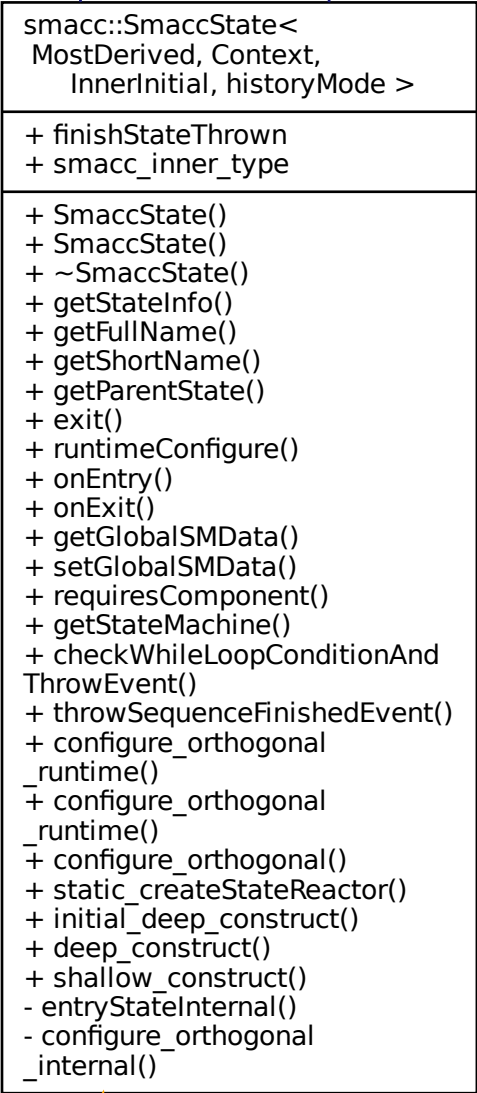 smacc::SmaccState<
MostDerived, Context,
InnerInitial, historyMode >
+ finishStateThrown
+ smacc_inner_type
+ SmaccState()
+ SmaccState()
+ ~SmaccState()
+ getStateInfo()
+ getFullName()
+ getShortName()
+ getParentState()
+ exit()
+ runtimeConfigure()
+ onEntry()
+ onExit()
+ getGlobalSMData()
+ setGlobalSMData()
+ requiresComponent()
+ getStateMachine()
+ checkWhileLoopConditionAnd
ThrowEvent()
+ throwSequenceFinishedEvent()
+ configure_orthogonal
_runtime()
+ configure_orthogonal
_runtime()
+ configure_orthogonal()
+ static_createStateReactor()
+ initial_deep_construct()
+ deep_construct()
+ shallow_construct()
- entryStateInternal()
- configure_orthogonal
_internal()